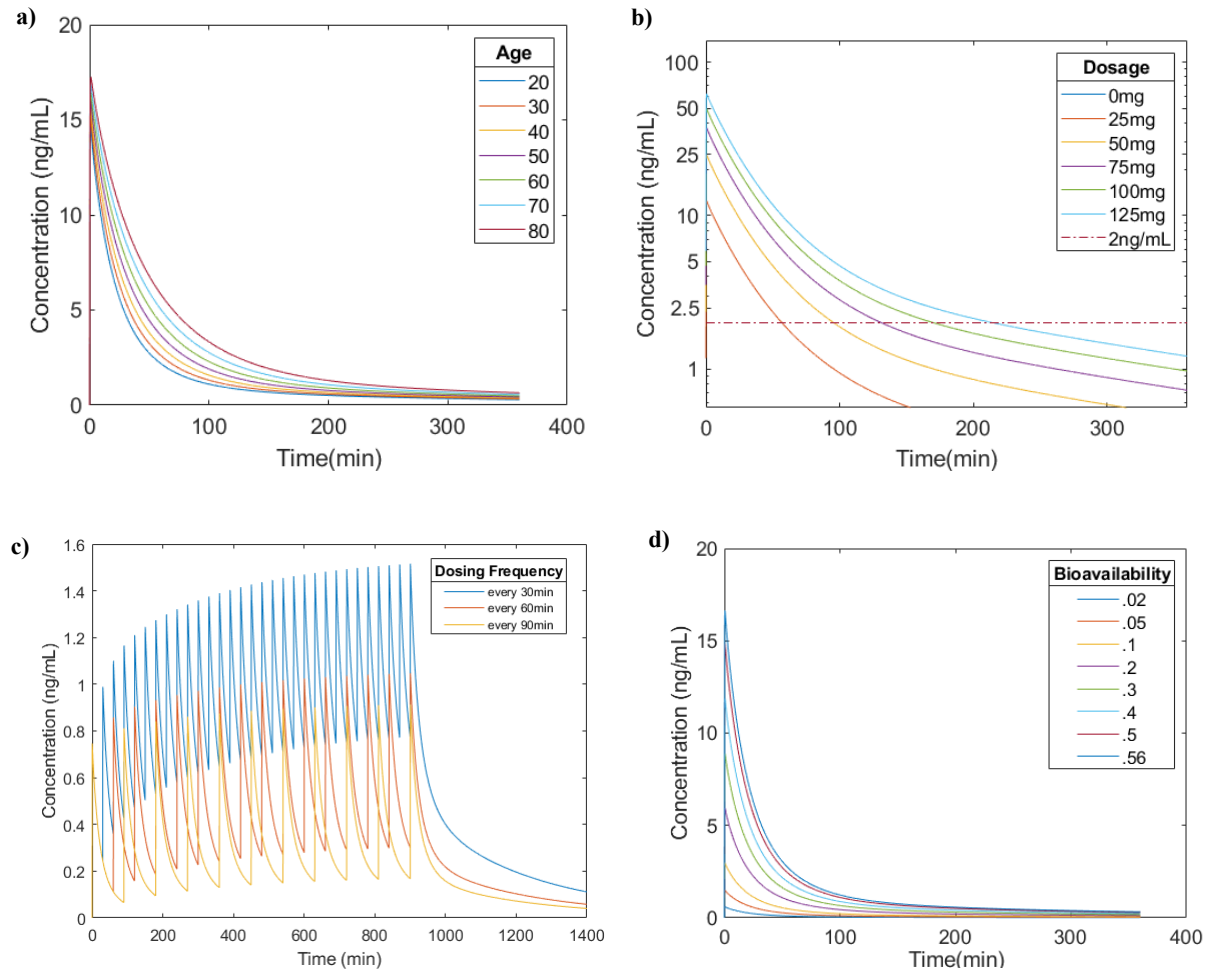 a)
20
15
10
5
0
Concentration (ng/mL)
0 100 200 300 400
Time(min)
Age
20
30
40
50
60
70
80
b)
100
50
25
10
5
2.5
1
Concentration (ng/mL)
0 100 200 300
Time(min)
Dosage
0mg
25mg
50mg
75mg
100mg
125mg
2ng/mL
c)
1.6
1.4
1.2
1
0.8
0.6
0.4
0.2
0
Concentration (ng/mL)
0 200 400 600 800 1000 1200 1400
Time (min)
Dosing Frequency
every 30min
every 60min
every 90min
d)
20
15
10
5
0
Concentration (ng/mL)
0 100 200 300 400
Time(min)
Bioavailability
.02
.05
.1
.2
.3
.4
.5
.56